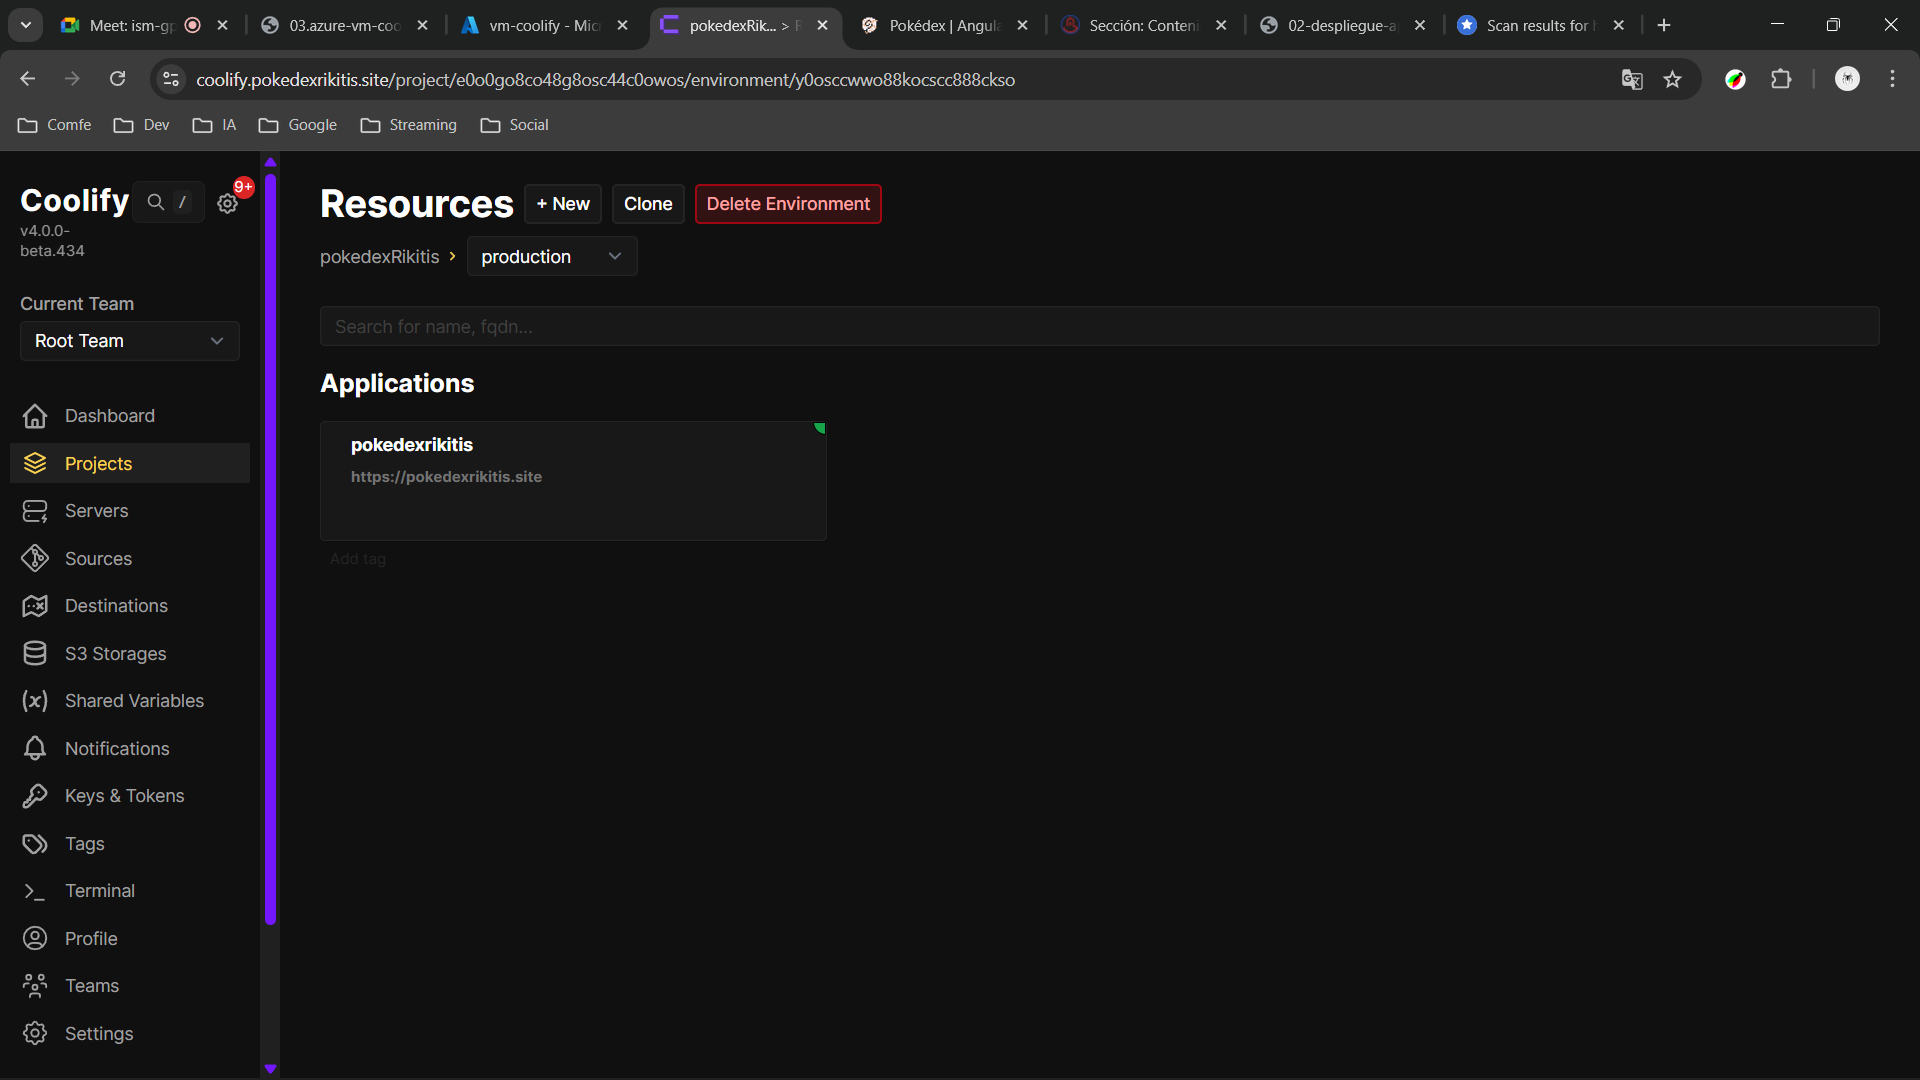 Meet: ism-gp
03.azure-vm-coo
vm-coolify - Mic
pokedexRik... > R
Pokédex | Angula
Sección: Conteni
02-despliegue-a
Scan results for h
coolify.pokedexrikitis.site/project/e0o0go8co48g8osc44c0owos/environment/y0osccwwo88kocscc888ckso
Comfe
Dev
IA
Google
Streaming
Social
Coolify
/
9+
v4.0.0-
beta.434
Current Team
Root Team
Dashboard
Projects
Servers
Sources
Destinations
S3 Storages
Shared Variables
Notifications
Keys & Tokens
Tags
Terminal
Profile
Teams
Settings
Resources
+ New
Clone
Delete Environment
pokedexRikitis
production
Search for name, fqdn...
Applications
pokedexrikitis
https://pokedexrikitis.site
Add tag